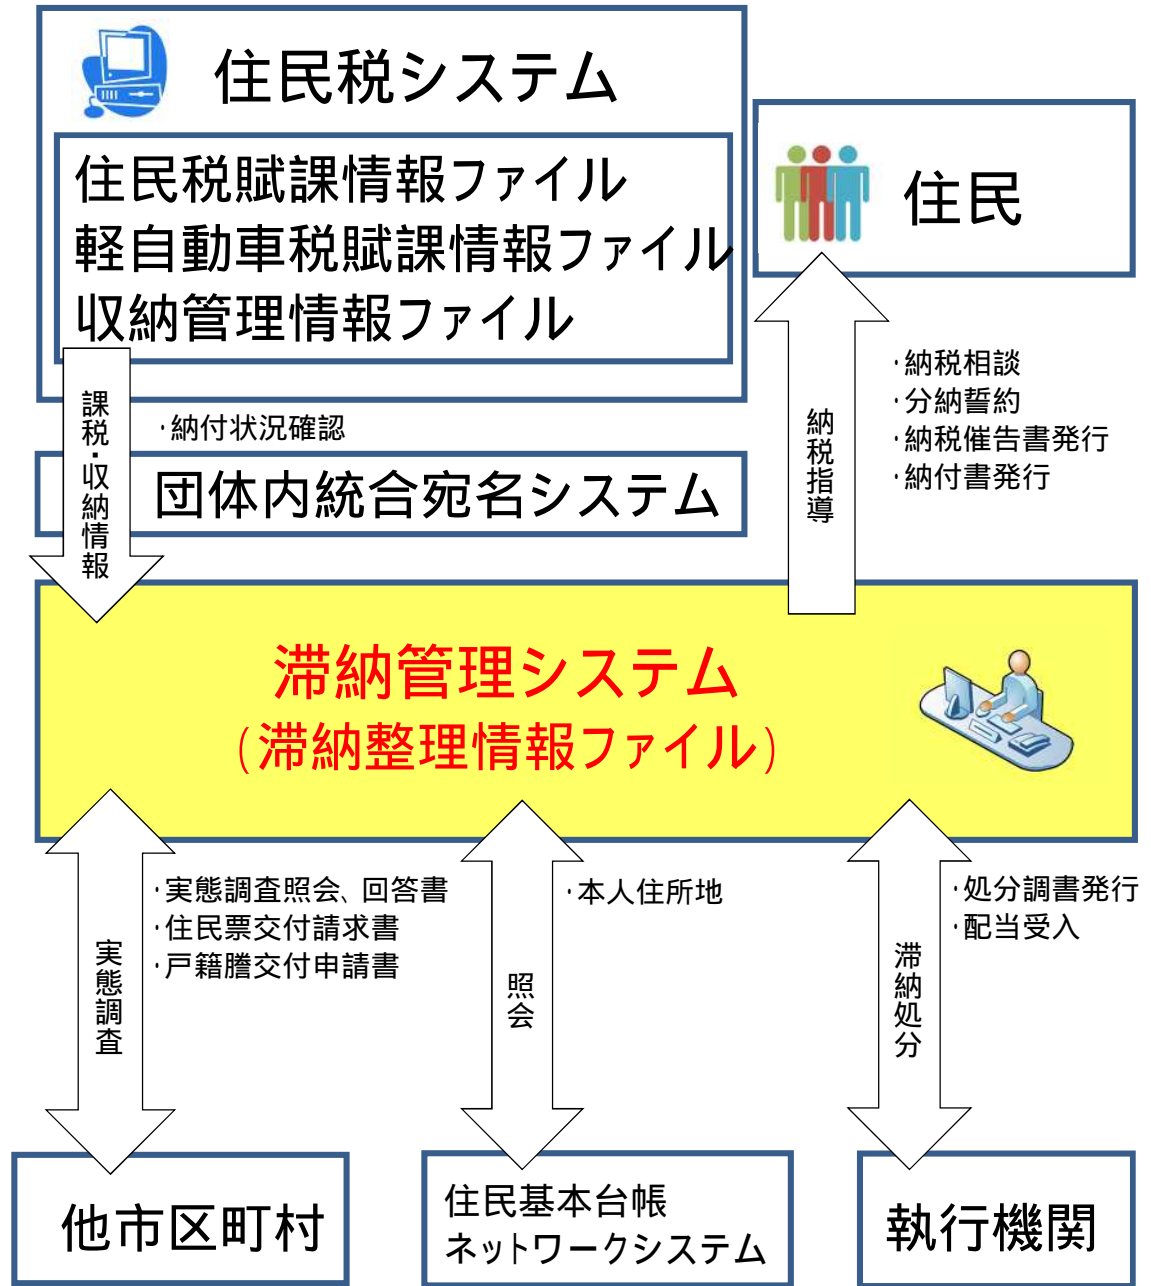 住民税システム
住民税賦課情報ファイル
軽自動車税賦課情報ファイル
収納管理情報ファイル
住民
課税・収納情報
・納付状況確認
納税指導
・納税相談
・分納誓約
・納税催告書発行
・納付書発行
団体内統合宛名システム
滞納管理システム
(滞納整理情報ファイル)
実態調査
・実態調査照会、回答書
・住民票交付請求書
・戸籍謄交付申請書
照会
・本人住所地
滞納処分
・処分調書発行
・配当受入
他市区町村
住民基本台帳
ネットワークシステム
執行機関